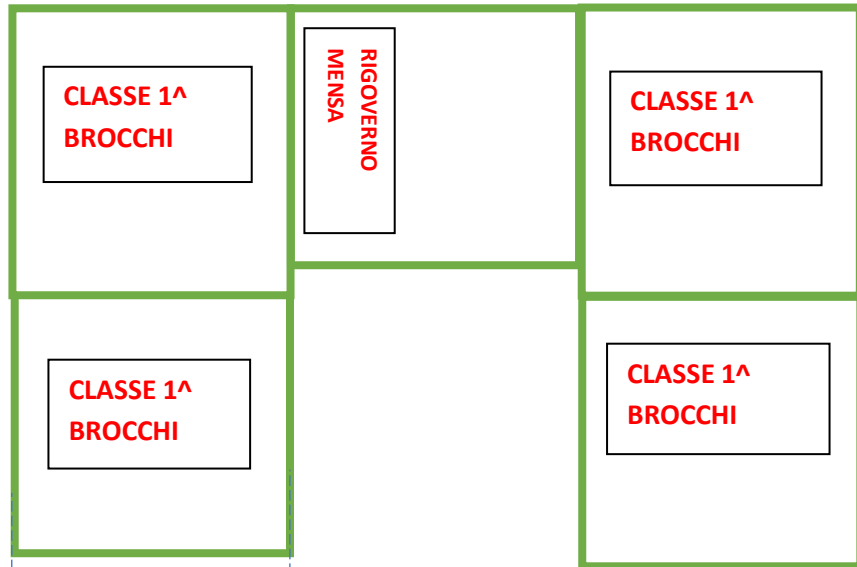 CLASSE 1^
BROCCHI
RIGOVERNO
MENSA
CLASSE 1^
BROCCHI
CLASSE 1^
BROCCHI
CLASSE 1^
BROCCHI